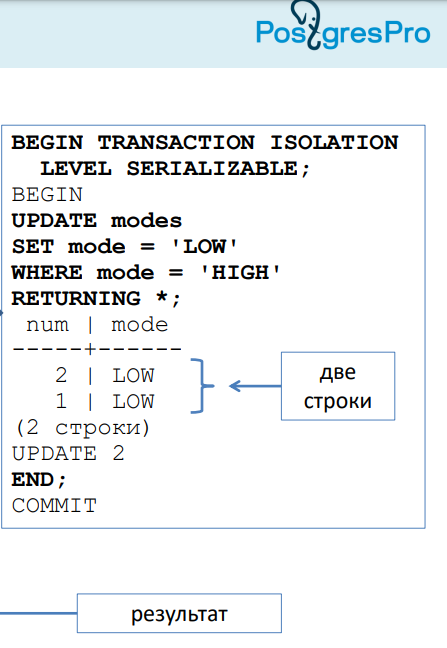 PostgresPro
BEGIN TRANSACTION ISOLATION
LEVEL SERIALIZABLE;
BEGIN
UPDATE modes
SET mode = 'LOW'
WHERE mode = 'HIGH'
RETURNING *;
num | mode
-----+------
2 | LOW
1 | LOW
две
строки
(2 строки)
UPDATE 2
END;
COMMIT
результат